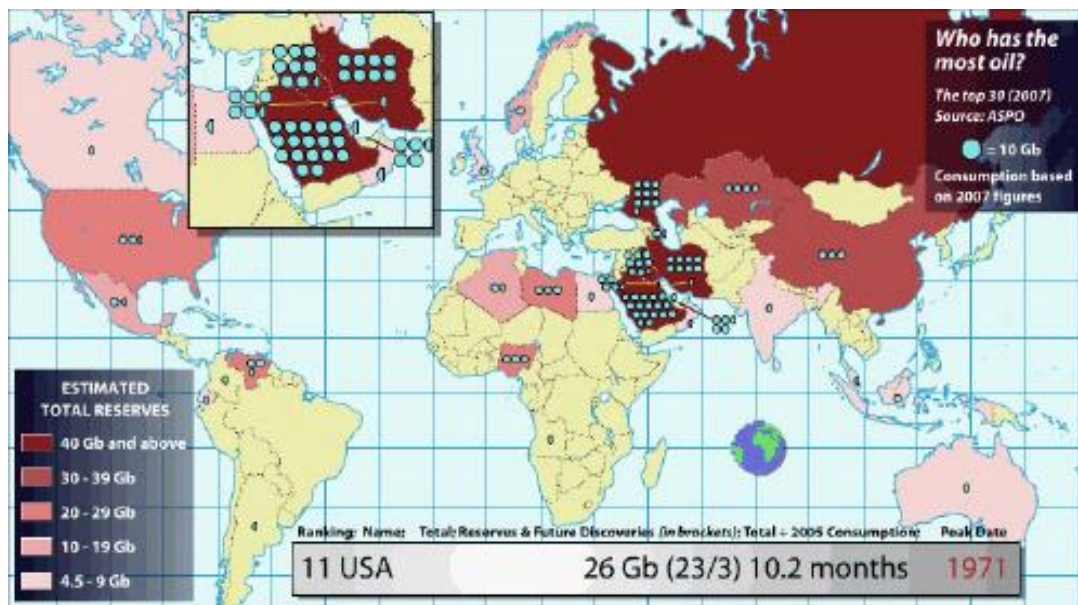 Who has the
most oil?
The top 30 (2007)
Source: ASPO
= 10 Gb
Consumption based
on 2007 figures
ESTIMATED
TOTAL RESERVES
40 Gb and above
30 - 39 Gb
20 - 29 Gb
10 - 19 Gb
4.5 - 9 Gb
Ranking: Name: Total: Reserves & Future Discoveries (in brackets): Total ÷ 2005 Consumption: Peak Date
11 USA 26 Gb (23/3) 10.2 months 1971